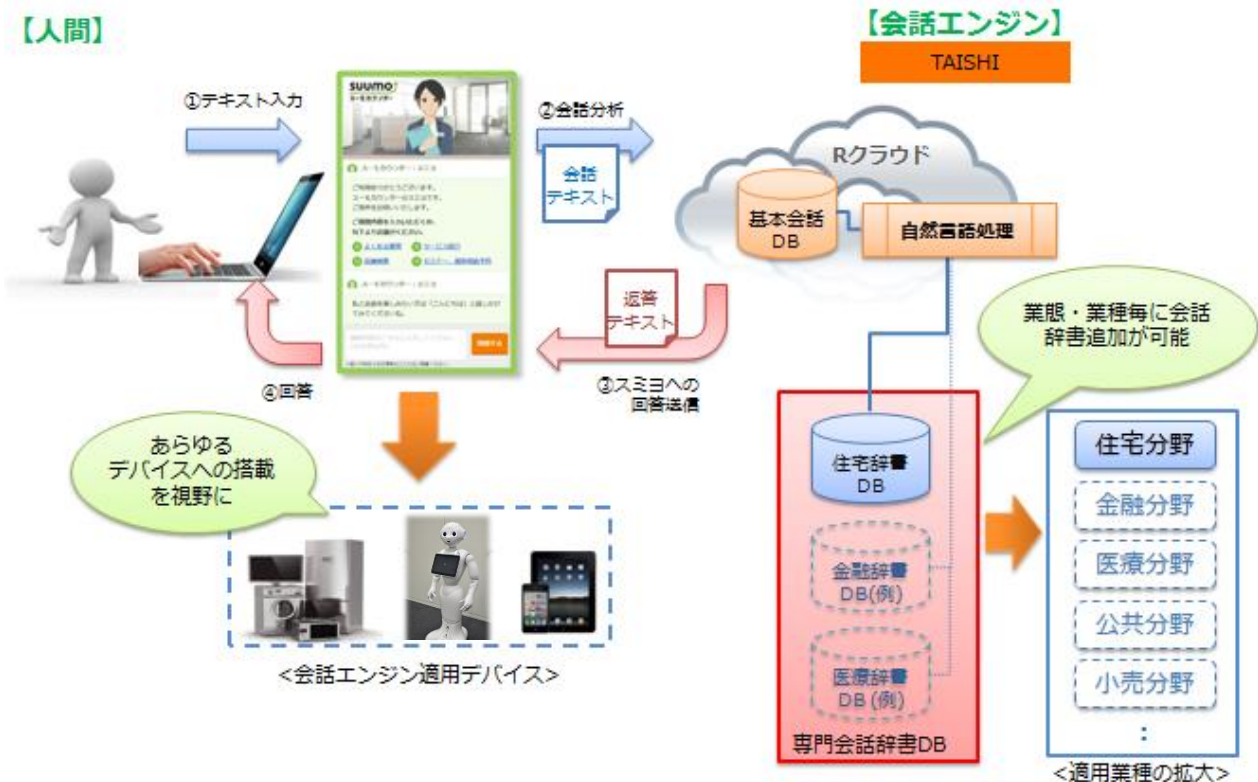 【人間】
【会話エンジン】
TAISHI
①テキスト入力
suumo
スーモカウンター
②会話分析
会話
テキスト
Rクラウド
基本会話
DB
自然言語処理
返答
テキスト
③スミヨへの
回答送信
④回答
業態・業種毎に会話
辞書追加が可能
あらゆる
デバイスへの搭載
を視野に
<会話エンジン適用デバイス>
住宅辞書
DB
金融辞書
DB(例)
医療辞書
DB(例)
専門会話辞書DB
住宅分野
金融分野
医療分野
公共分野
小売分野
:
<適用業種の拡大>